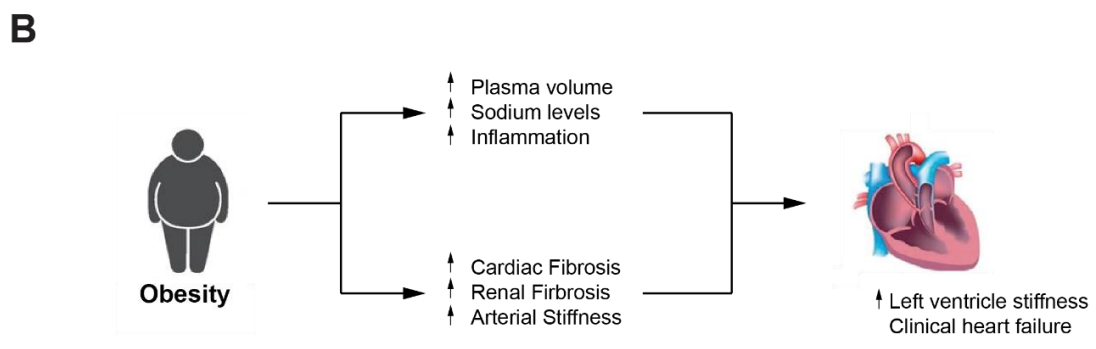 B
Plasma volume
Sodium levels
Inflammation
Obesity
Cardiac Fibrosis
Renal Firbrosis
Arterial Stiffness
Left ventricle stiffness
Clinical heart failure